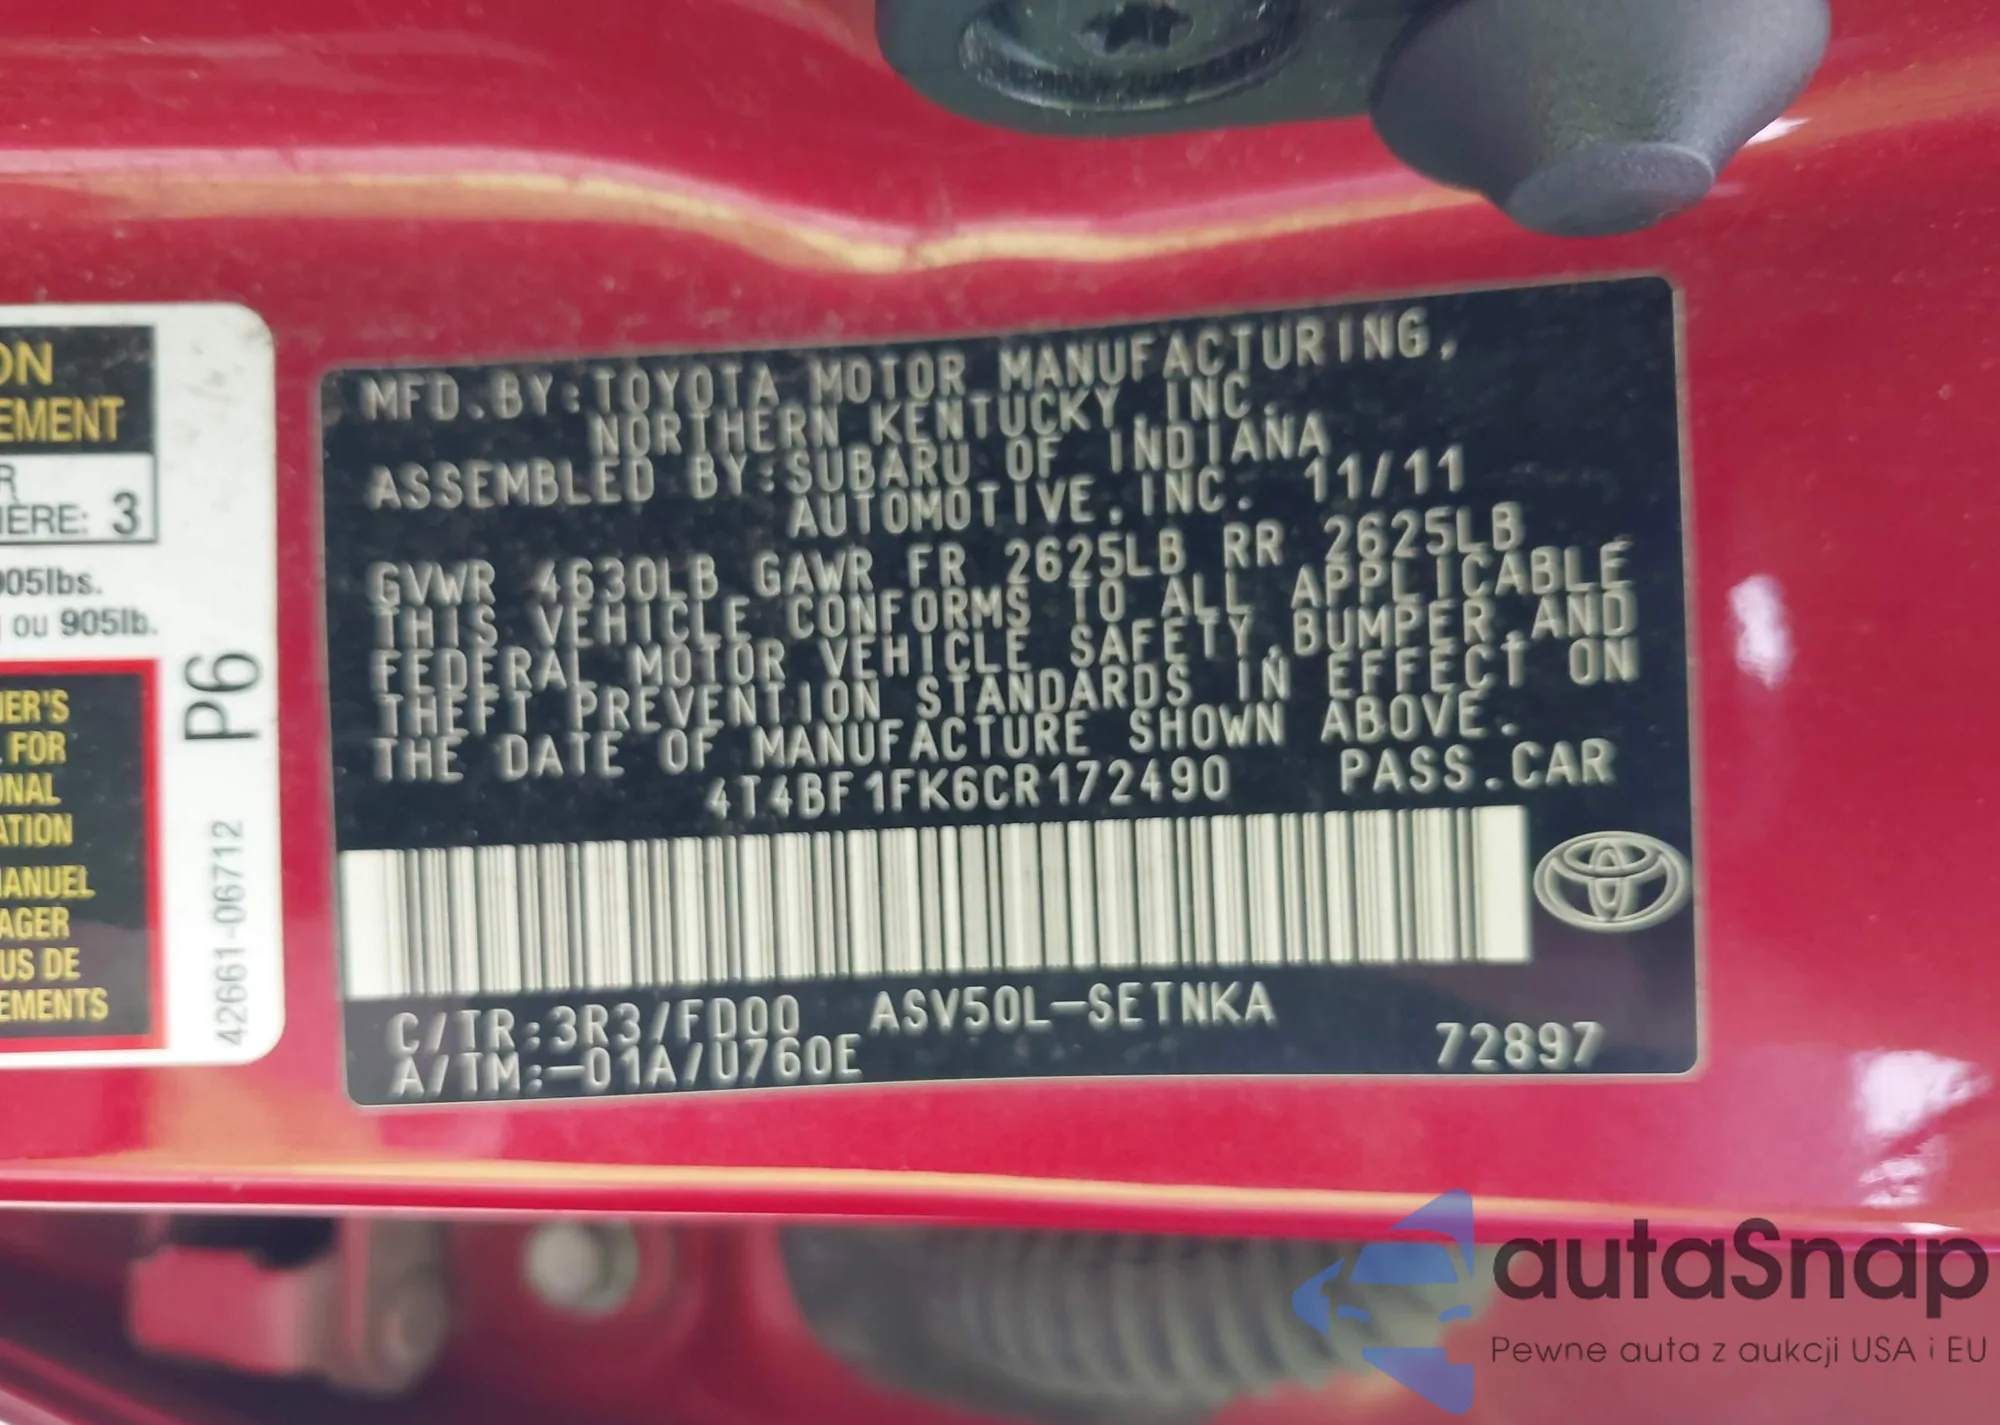 ON
EMENT
R
IÈRE: 3
905lbs.
ou 905lb.
NER'S
FOR
ONAL
ATION
MANUEL
AGER
US DE
EMENTS
P6
42661-06712
MFD.BY:TOYOTA MOTOR MANUFACTURING,
NORTHERN KENTUCKY,INC.
ASSEMBLED BY:SUBARU OF INDIANA
AUTOMOTIVE,INC. 11/11
GVWR 4630LB GAWR FR 2625LB RR 2625LB
THIS VEHICLE CONFORMS TO ALL APPLICABLE
FEDERAL MOTOR VEHICLE SAFETY,BUMPER,AND
THEFT PREVENTION STANDARDS IN EFFECT ON
THE DATE OF MANUFACTURE SHOWN ABOVE.
4T4BF1FK6CR172490 PASS.CAR
C/TR:3R3/FD00 ASV50L-SETNKA
A/TM:-01A/U760E 72897
autaSnap
Pewne auta z aukcji USA i EU